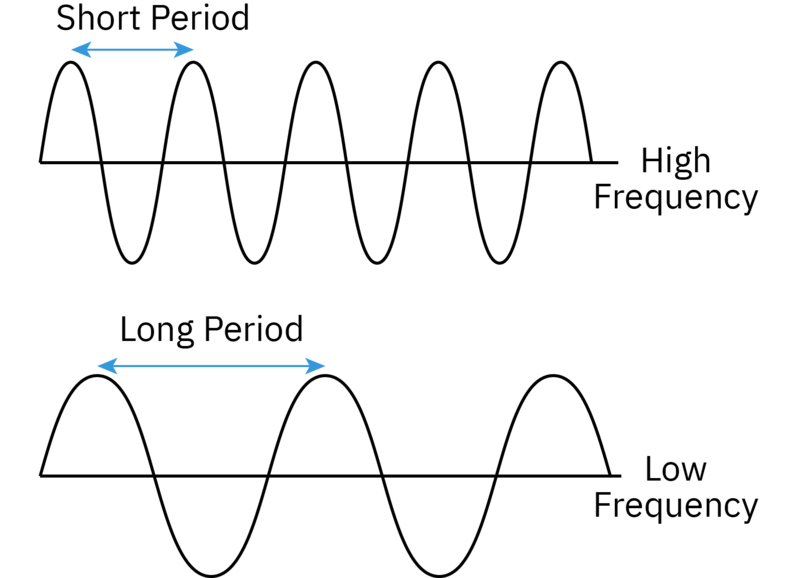 Short Period
High
Frequency
Long Period
Low
Frequency